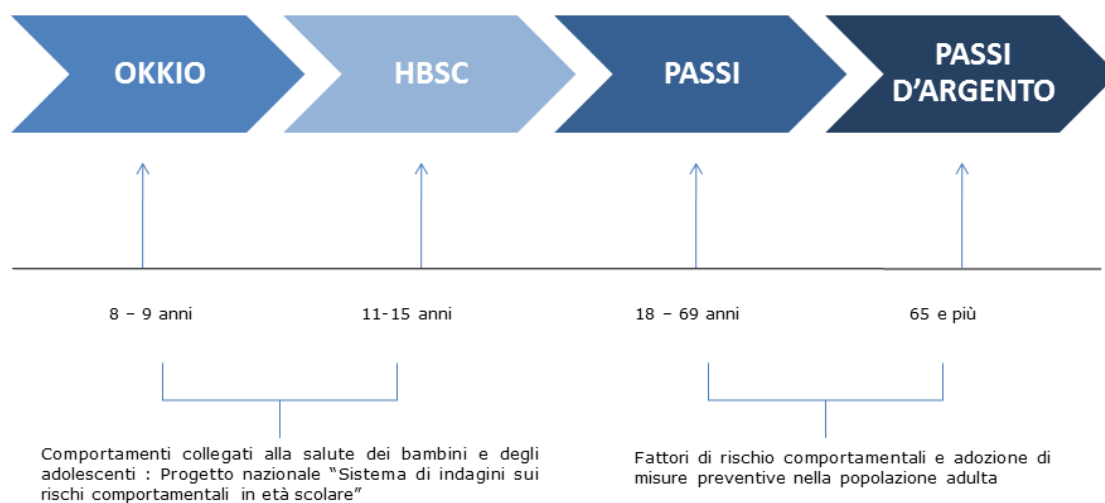 OKKIO
HBSC
PASSI
PASSI
D'ARGENTO
8 – 9 anni
11-15 anni
18 – 69 anni
65 e più
Comportamenti collegati alla salute dei bambini e degli
adolescenti : Progetto nazionale “Sistema di indagini sui
rischi comportamentali in età scolare”
Fattori di rischio comportamentali e adozione di
misure preventive nella popolazione adulta